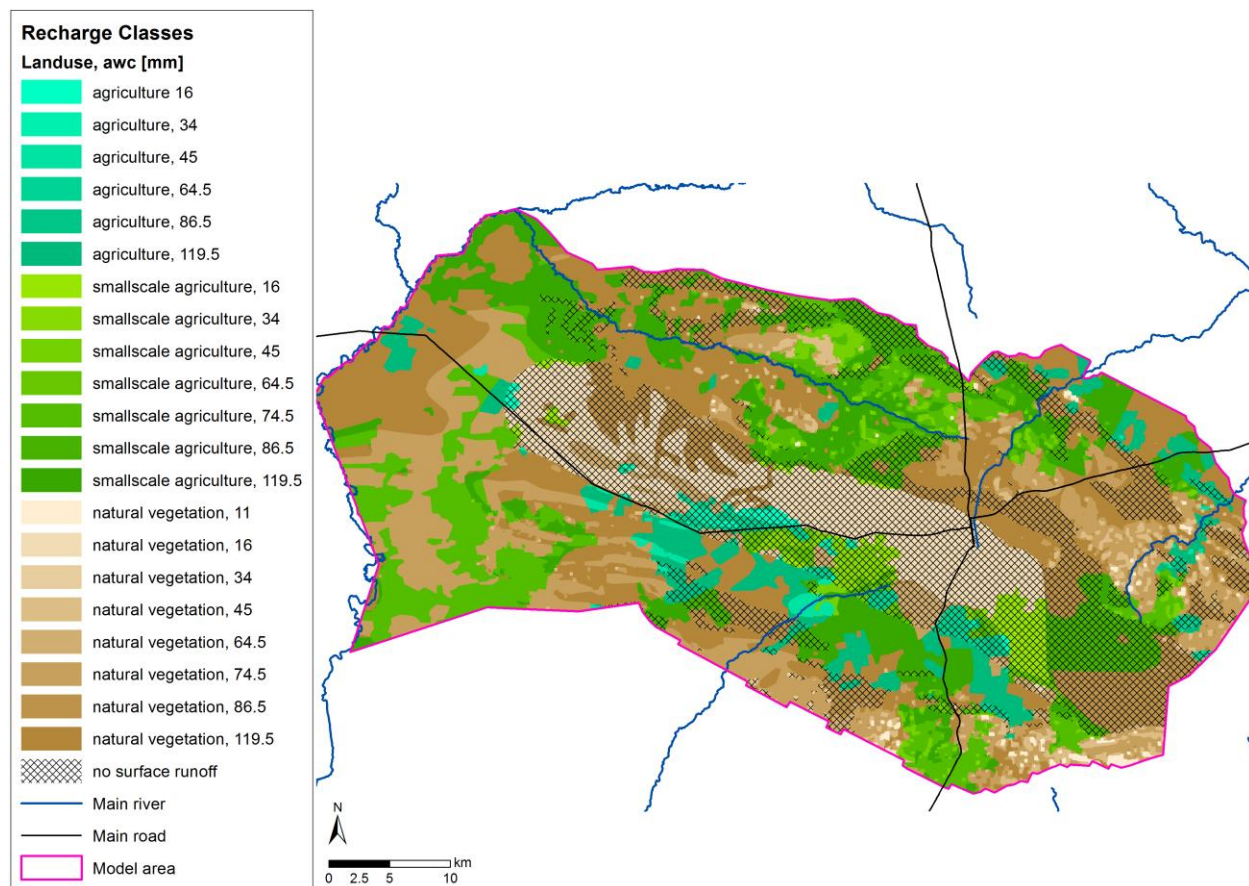 Recharge Classes
Landuse, awc [mm]
agriculture 16
agriculture, 34
agriculture, 45
agriculture, 64.5
agriculture, 86.5
agriculture, 119.5
smallscale agriculture, 16
smallscale agriculture, 34
smallscale agriculture, 45
smallscale agriculture, 64.5
smallscale agriculture, 74.5
smallscale agriculture, 86.5
smallscale agriculture, 119.5
natural vegetation, 11
natural vegetation, 16
natural vegetation, 34
natural vegetation, 45
natural vegetation, 64.5
natural vegetation, 74.5
natural vegetation, 86.5
natural vegetation, 119.5
no surface runoff
Main river
Main road
Model area
N
km
0 2.5 5 10